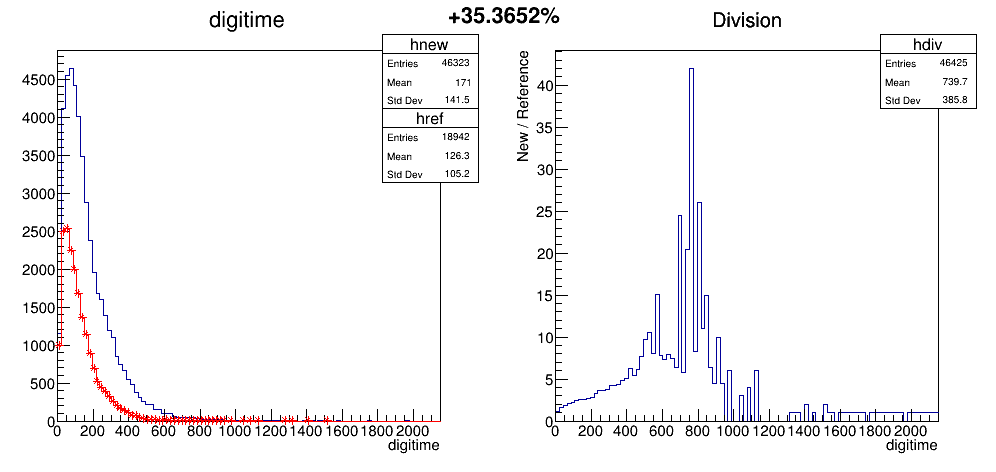 +35.3652%
digitime
hnew
Entries 46323
Mean 171
Std Dev 141.5
href
Entries 18942
Mean 126.3
Std Dev 105.2
4500
4000
3500
3000
2500
2000
1500
1000
500
0
0 200 400 600 800 1000 1200 1400 1600 1800 2000
digitime
Division
hdiv
Entries 46425
Mean 739.7
Std Dev 385.8
New / Reference
40
35
30
25
20
15
10
5
0
0 200 400 600 800 1000 1200 1400 1600 1800 2000
digitime